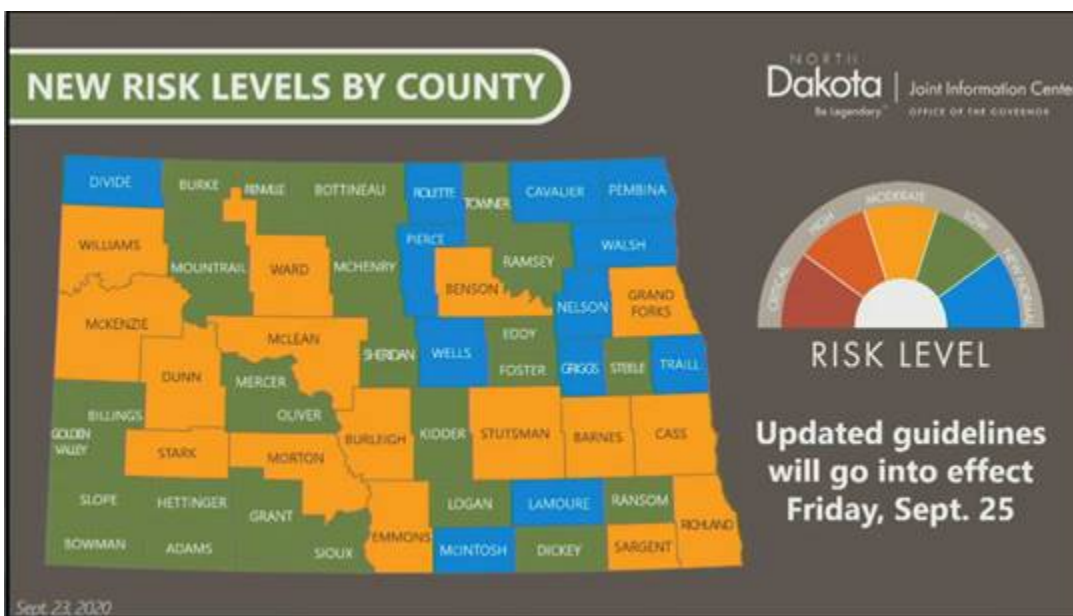 NEW RISK LEVELS BY COUNTY
NORTH
Dakota
Be Legendary™
Joint Information Cente
OFFICE OF THE GOVERNOR
DIVIDE
BURKE
RENVILLE
BOTTINEAU
ROLETTE
TOWNER
CAVALIER
PEMBINA
WILLIAMS
MOUNTRAIL
WARD
MCHENRY
PIERCE
BENSON
RAMSEY
WALSH
NELSON
GRAND
FORKS
MCKENZIE
MCLEAN
SHERIDAN
WELLS
EDDY
FOSTER
GRIGGS
STEELE
TRAILL
DUNN
MERCER
OLIVER
BILLINGS
GOLDEN
VALLEY
STARK
MORTON
BURLEIGH
KIDDER
STUTSMAN
BARNES
CASS
SLOPE
HETTINGER
GRANT
BOWMAN
ADAMS
SIOUX
EMMONS
LOGAN
LAMOURE
RANSOM
RICHLAND
MCINTOSH
DICKEY
SARGENT
CRITICAL
HIGH
MODERATE
LOW
NEW NORMAL
RISK LEVEL
Updated guidelines
will go into effect
Friday, Sept. 25
Sept. 23, 2020